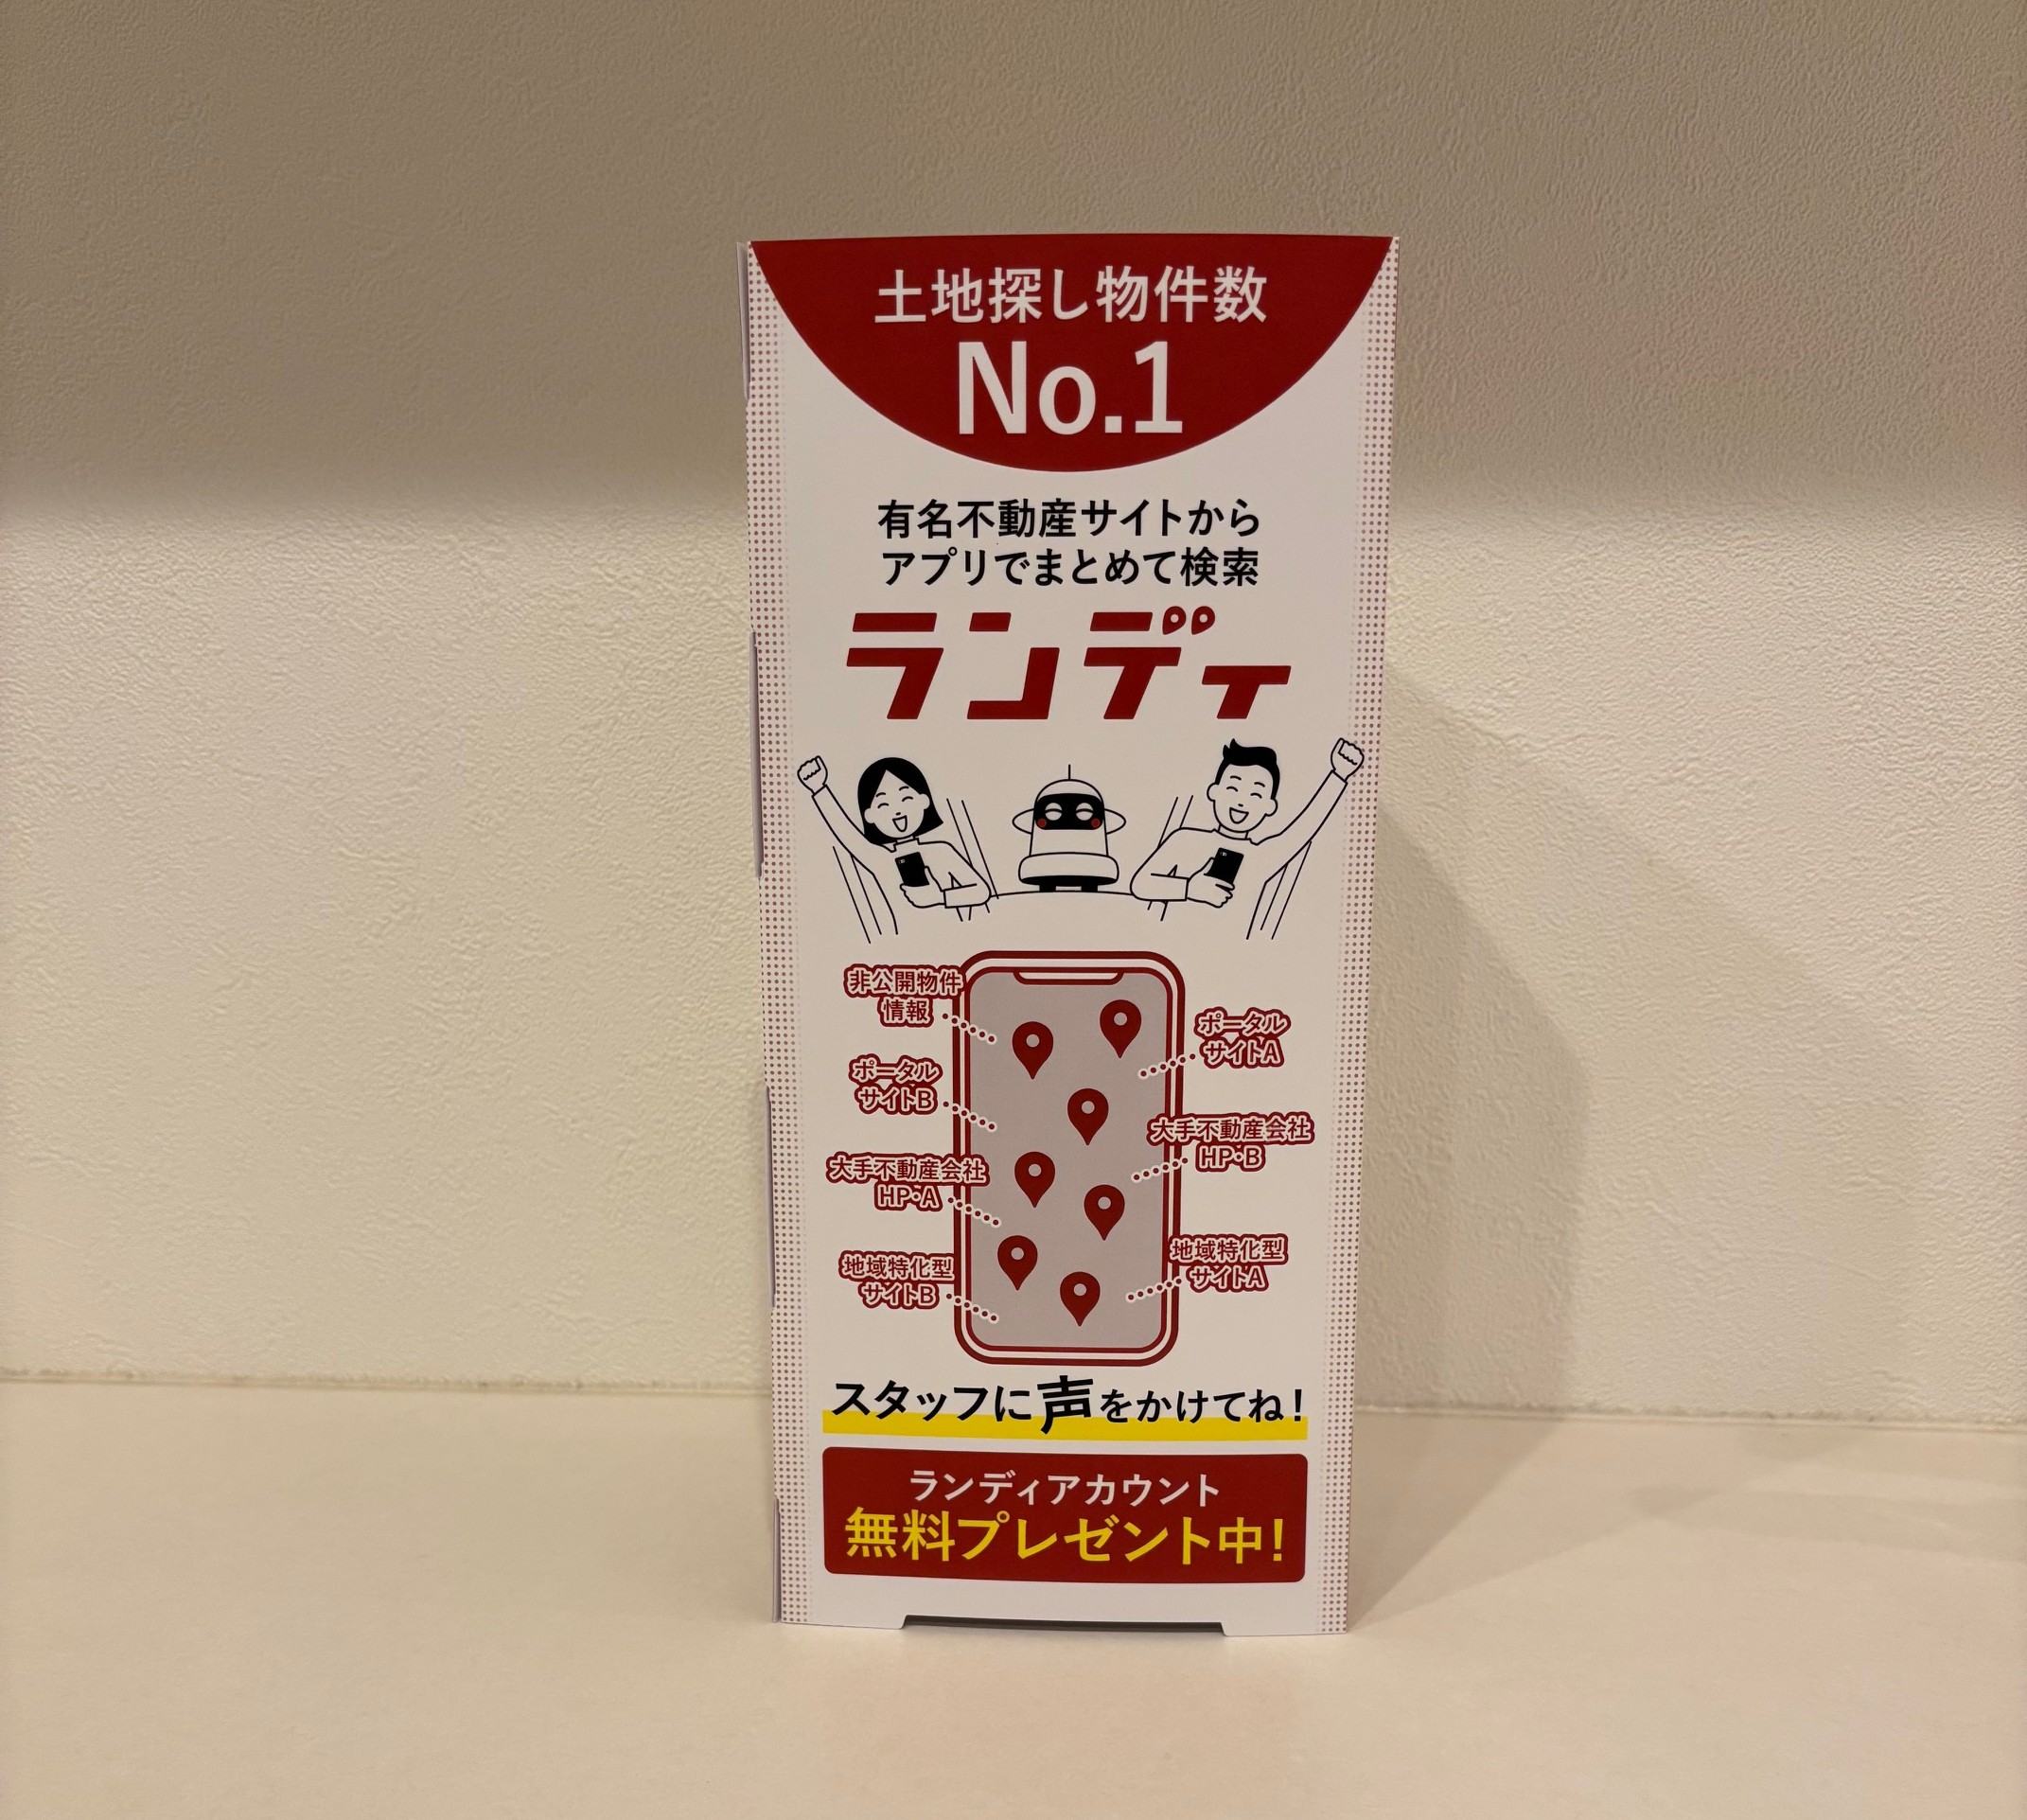 土地探し物件数
No.1
有名不動産サイトから
アプリでまとめて検索
ランディ
非公開物件
情報
ポータル
サイトA
ポータル
サイトB
大手不動産会社
HP・B
大手不動産会社
HP・A
地域特化型
サイトA
地域特化型
サイトB
スタッフに声をかけてね！
ランディアカウント
無料プレゼント中！